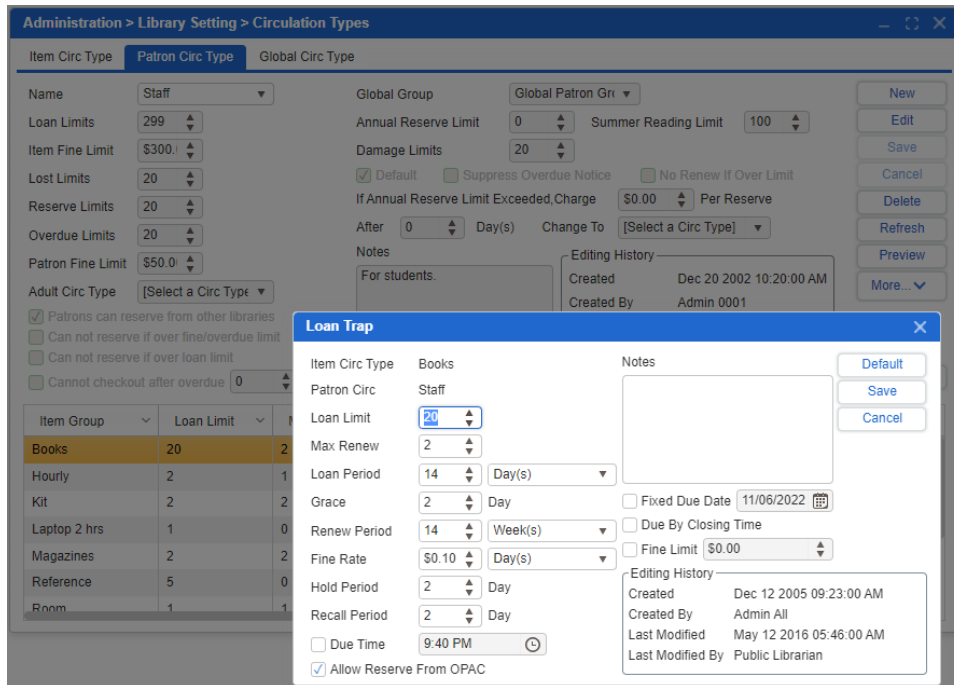 Administration > Library Setting > Circulation Types
Item Circ Type Patron Circ Type Global Circ Type
Name Staff Global Group Global Patron Gr New
Loan Limits 299 Annual Reserve Limit 0 Summer Reading Limit 100 Edit
Item Fine Limit $300. Damage Limits 20 Save
Lost Limits 20 Default Suppress Overdue Notice No Renew If Over Limit Cancel
Reserve Limits 20 If Annual Reserve Limit Exceeded,Charge $0.00 Per Reserve Delete
Overdue Limits 20 After 0 Day(s) Change To [Select a Circ Type] Refresh
Patron Fine Limit $50.0 Notes Editing History Preview
For students. Created Dec 20 2002 10:20:00 AM
Adult Circ Type [Select a Circ Type Created By Admin 0001 More...
Patrons can reserve from other libraries
Can not reserve if over fine/overdue limit
Can not reserve if over loan limit
Cannot checkout after overdue 0
Item Group Loan Limit
Books 20 2
Hourly 2 1
Kit 2 2
Laptop 2 hrs 1 0
Magazines 2 2
Reference 5 0
Room 1 1
Loan Trap
Item Circ Type Books Notes Default
Patron Circ Staff Save
Loan Limit 20 Cancel
Max Renew 2
Loan Period 14 Day(s)
Grace 2 Day Fixed Due Date 11/06/2022
Renew Period 14 Week(s) Due By Closing Time
Fine Rate $0.10 Day(s) Fine Limit $0.00
Hold Period 2 Day Editing History
Created Dec 12 2005 09:23:00 AM
Recall Period 2 Day Created By Admin All
Due Time 9:40 PM Last Modified May 12 2016 05:46:00 AM
Last Modified By Public Librarian
Allow Reserve From OPAC